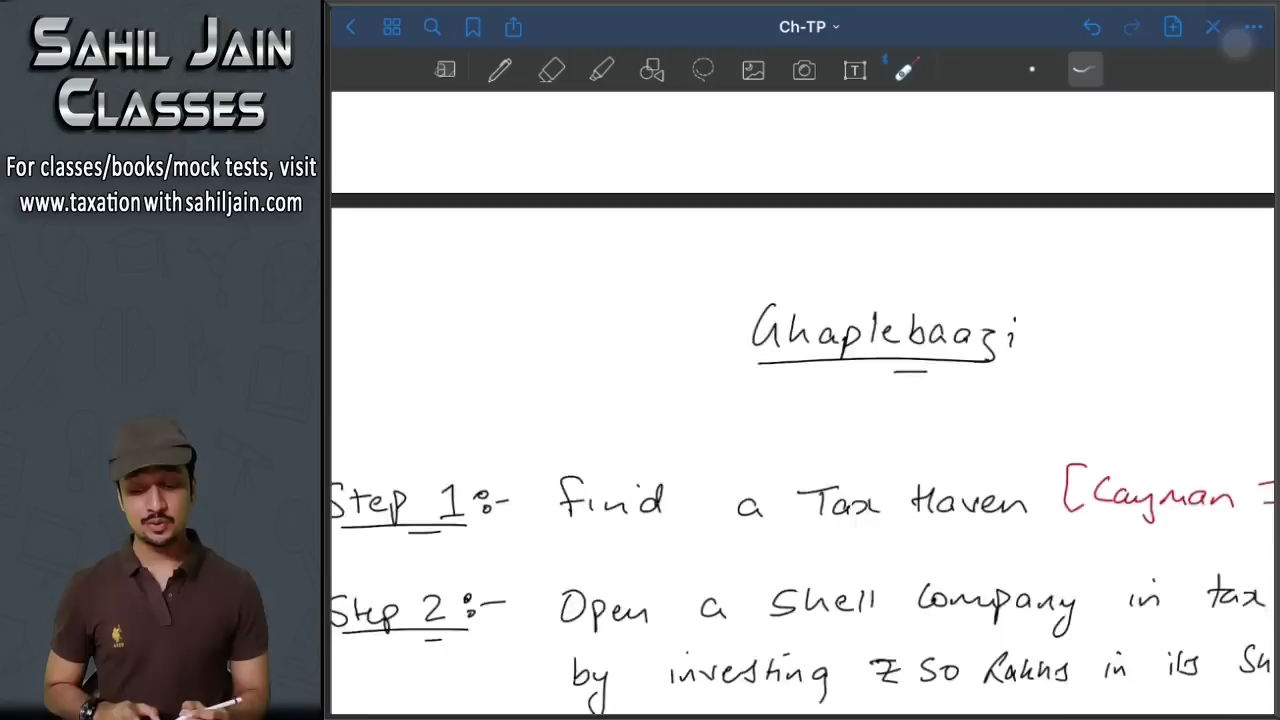 SAHIL JAIN
CLASSES
For classes/books/mock tests, visit
www.taxationwithsahiljain.com
Ch-TP
T
Ghaplebaazi
Step 1:- Find a Tax Haven [Cayman
Step 2:- Open a Shell Company in tax
by investing ₹ 50 Lakhs in its